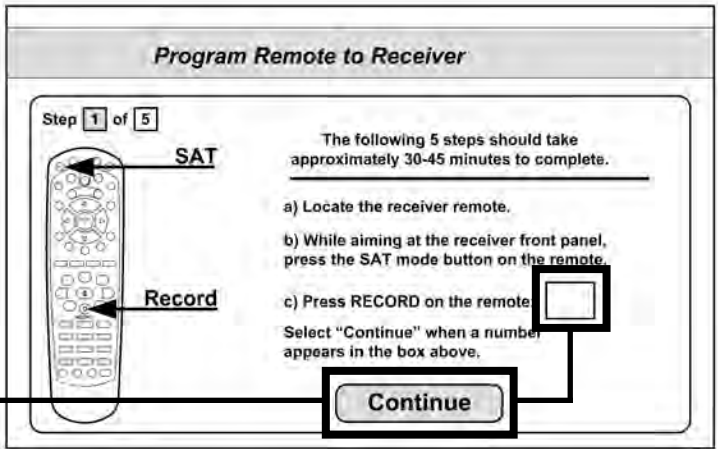 Program Remote to Receiver
Step 1 of 5
SAT
Record
The following 5 steps should take
approximately 30-45 minutes to complete.
a) Locate the receiver remote.
b) While aiming at the receiver front panel,
press the SAT mode button on the remote.
c) Press RECORD on the remote.
Select “Continue” when a number
appears in the box above.
Continue